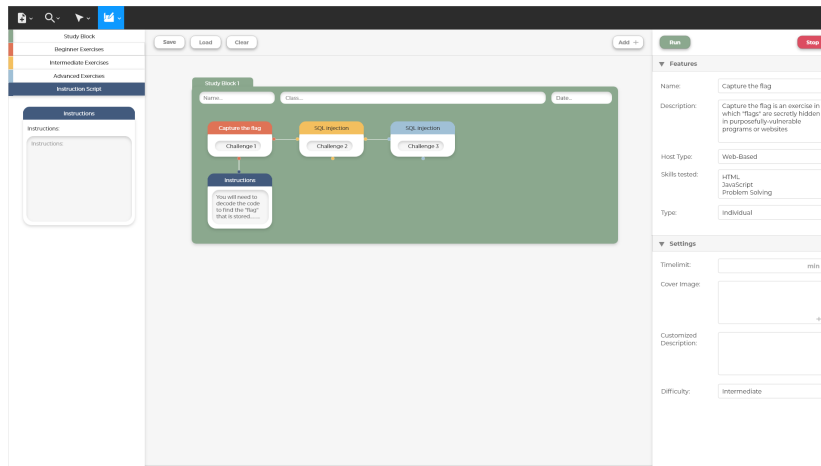 Study Block
Beginner Exercises
Intermediate Exercises
Advanced Exercises
Instruction Script
Instructions
Instructions:
Instructions:
Save
Load
Clear
Add +
Study Block 1
Name...
Class...
Date...
Capture the flag
Challenge 1
SQL Injection
Challenge 2
SQL Injection
Challenge 3
Instructions
You will need to
decode the code
to find the "flag"
that is stored.......
Run
Stop
Features
Name:
Capture the flag
Description:
Capture the flag is an exercise in
which "flags" are secretly hidden
in purposefully-vulnerable
programs or websites
Host Type:
Web-Based
Skills tested:
HTML
JavaScript
Problem Solving
Type:
Individual
Settings
Timelimit:
min
Cover Image:
Customized
Description:
Difficulty:
Intermediate